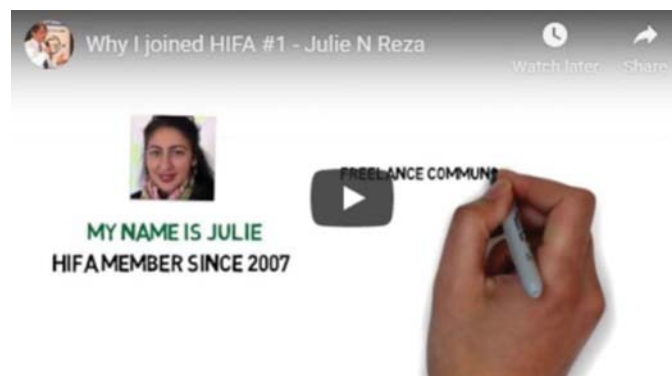 Why I joined HIFA #1 - Julie N Reza
Watch later
Share
MY NAME IS JULIE
HIFA MEMBER SINCE 2007
FREELANCE COMMUN